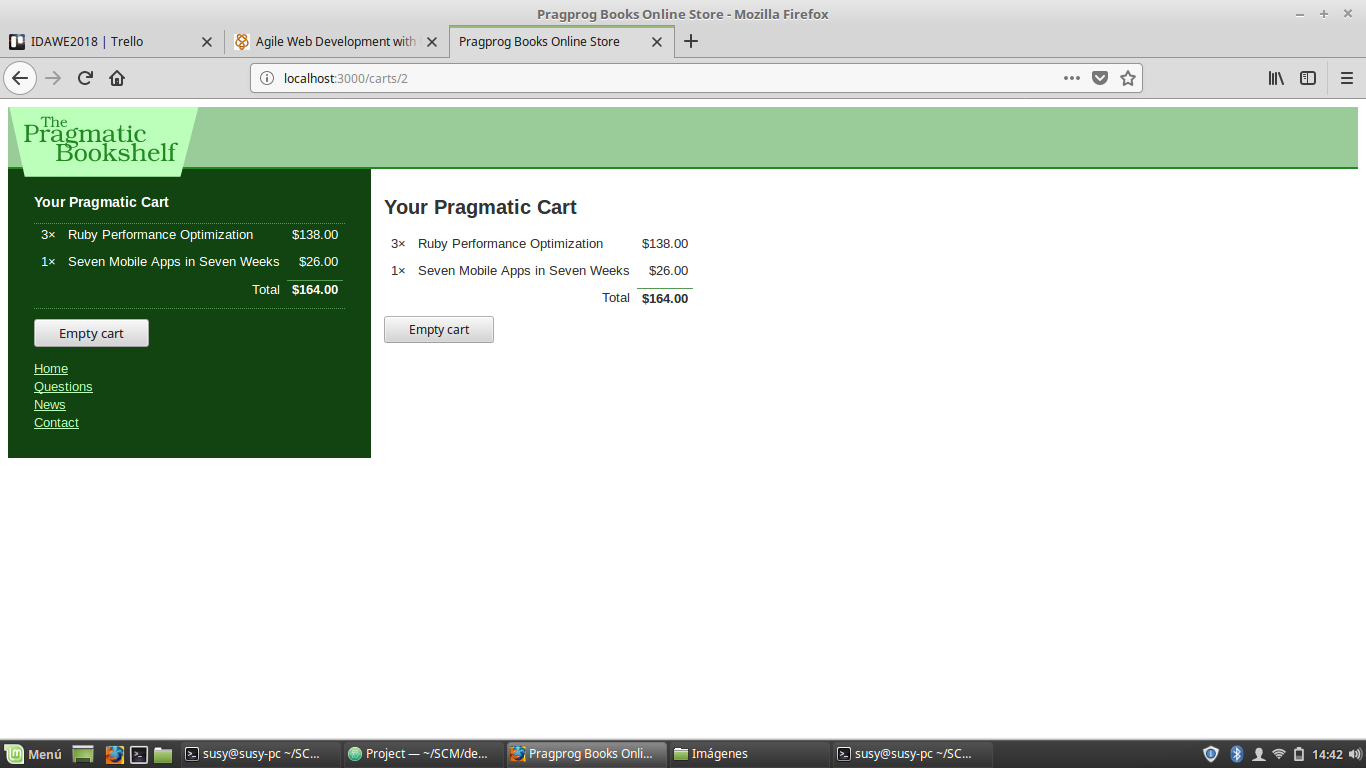 Pragprog Books Online Store - Mozilla Firefox
IDAWE2018 | Trello
Agile Web Development with
Pragprog Books Online Store
localhost:3000/carts/2
The
Pragmatic
Bookshelf
Your Pragmatic Cart
3× Ruby Performance Optimization $138.00
1× Seven Mobile Apps in Seven Weeks $26.00
Total $164.00
Empty cart
Home
Questions
News
Contact
Your Pragmatic Cart
3× Ruby Performance Optimization $138.00
1× Seven Mobile Apps in Seven Weeks $26.00
Total $164.00
Empty cart
Menú
susy@susy-pc ~/SC...
Project — ~/SCM/de...
Pragprog Books Onli...
Imágenes
susy@susy-pc ~/SC...
14:42